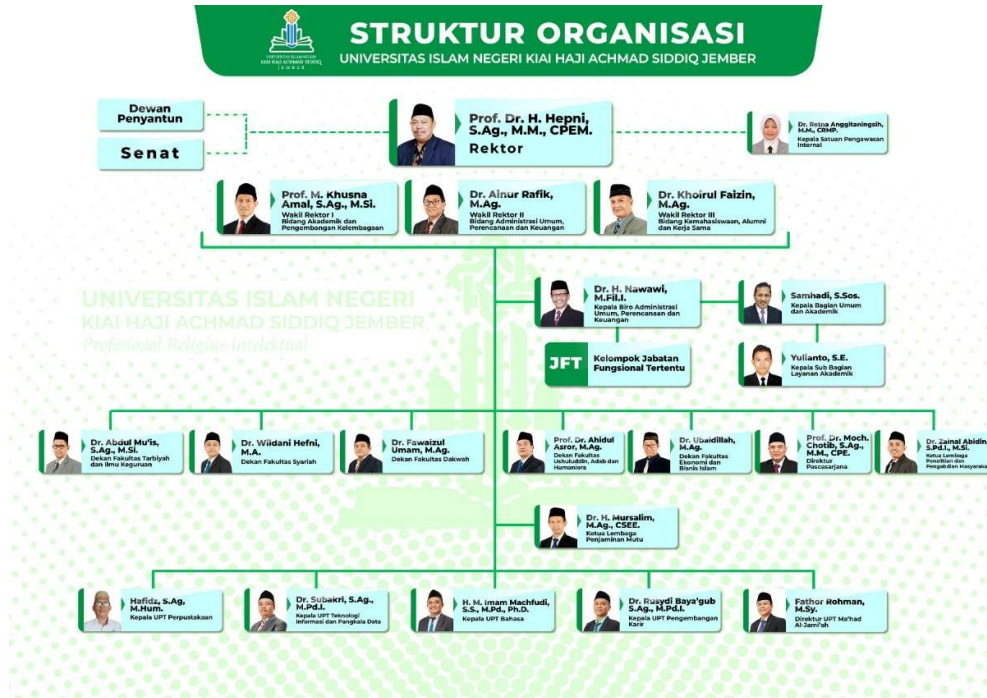 STRUKTUR ORGANISASI
UNIVERSITAS ISLAM NEGERI KIAI HAJI ACHMAD SIDDIQ JEMBER
UNIVERSITAS ISLAM NEGERI
KIAI HAJI ACHMAD SIDDIQ
JEMBER
Dewan
Penyantun
Senat
Prof. Dr. H. Hepni,
S.Ag., M.M., CPEM.
Rektor
Dr. Retna Anggitaningsih,
M.M., CRMP.
Kepala Satuan Pengawasan
Internal
Prof. M. Khusna
Amal, S.Ag., M.Si.
Wakil Rektor I
Bidang Akademik dan
Pengembangan Kelembagaan
Dr. Ainur Rafik,
M.Ag.
Wakil Rektor II
Bidang Administrasi Umum,
Perencanaan dan Keuangan
Dr. Khoirul Faizin,
M.Ag.
Wakil Rektor III
Bidang Kemahasiswaan, Alumni
dan Kerja Sama
UNIVERSITAS ISLAM NEGERI
KIAI HAJI ACHMAD SIDDIQ JEMBER
Profesional Religius Intelektual
Dr. H. Nawawi,
M.Fil.I.
Kepala Biro Administrasi
Umum, Perencanaan dan
Keuangan
Samhadi, S.Sos.
Kepala Bagian Umum
dan Akademik
JFT
Kelompok Jabatan
Fungsional Tertentu
Yulianto, S.E.
Kepala Sub Bagian
Layanan Akademik
Dr. Abdul Mu'is,
S.Ag., M.Si.
Dekan Fakultas Tarbiyah
dan Ilmu Keguruan
Dr. Wildani Hefni,
M.A.
Dekan Fakultas Syariah
Dr. Fawaizul
Umam, M.Ag.
Dekan Fakultas Dakwah
Prof. Dr. Ahidul
Asror, M.Ag.
Dekan Fakultas
Ushuluddin, Adab dan
Humaniora
Dr. Ubaidillah,
M.Ag.
Dekan Fakultas
Ekonomi dan
Bisnis Islam
Prof. Dr. Moch.
Chotib, S.Ag.,
M.M., CPE.
Direktur
Pascasarjana
Dr. Zainal Abidin,
S.Pd.I., M.Si.
Ketua Lembaga
Penelitian dan
Pengabdian Masyaraka
Dr. H. Mursalim,
M.Ag., CSEE.
Ketua Lembaga
Penjaminan Mutu
Hafidz, S.Ag,
M.Hum.
Kepala UPT Perpustakaan
Dr. Subakri, S.Ag.,
M.Pd.I.
Kepala UPT Teknologi
Informasi dan Pangkala Data
H. M. Imam Machfudi,
S.S., M.Pd., Ph.D.
Kepala UPT Bahasa
Dr. Rusydi Baya'gub
S.Ag., M.Pd.I.
Kepala UPT Pengembangan
Karir
Fathor Rohman,
M.Sy.
Direktur UPT Ma'had
Al-Jami'ah